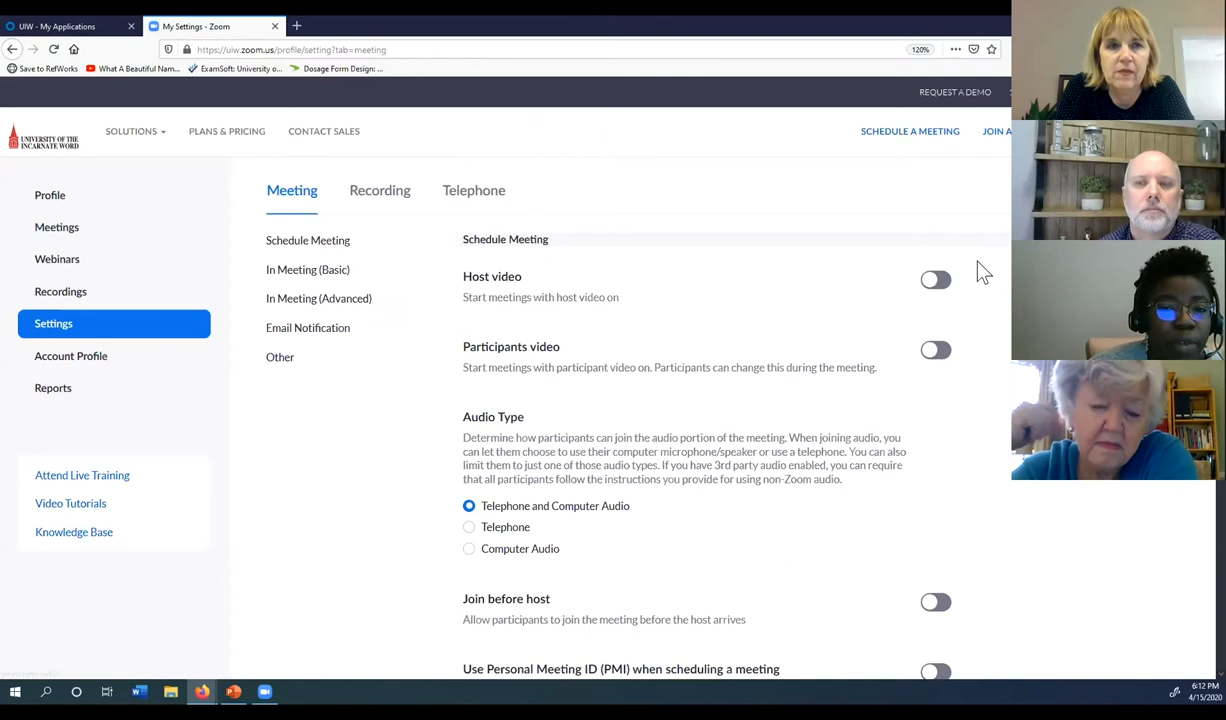 UIW - My Applications
My Settings - Zoom
https://uiw.zoom.us/profile/setting?tab=meeting
120%
Save to RefWorks
What A Beautiful Nam...
ExamSoft: University o...
Dosage Form Design: ...
REQUEST A DEMO
UNIVERSITY OF THE
INCARNATE WORD
SOLUTIONS
PLANS & PRICING
CONTACT SALES
SCHEDULE A MEETING
JOIN A
Profile
Meetings
Webinars
Recordings
Settings
Account Profile
Reports
Attend Live Training
Video Tutorials
Knowledge Base
Meeting
Recording
Telephone
Schedule Meeting
In Meeting (Basic)
In Meeting (Advanced)
Email Notification
Other
Schedule Meeting
Host video
Start meetings with host video on
Participants video
Start meetings with participant video on. Participants can change this during the meeting.
Audio Type
Determine how participants can join the audio portion of the meeting. When joining audio, you
can let them choose to use their computer microphone/speaker or use a telephone. You can also
limit them to just one of those audio types. If you have 3rd party audio enabled, you can require
that all participants follow the instructions you provide for using non-Zoom audio.
Telephone and Computer Audio
Telephone
Computer Audio
Join before host
Allow participants to join the meeting before the host arrives
Use Personal Meeting ID (PMI) when scheduling a meeting
6:12 PM
4/15/2020